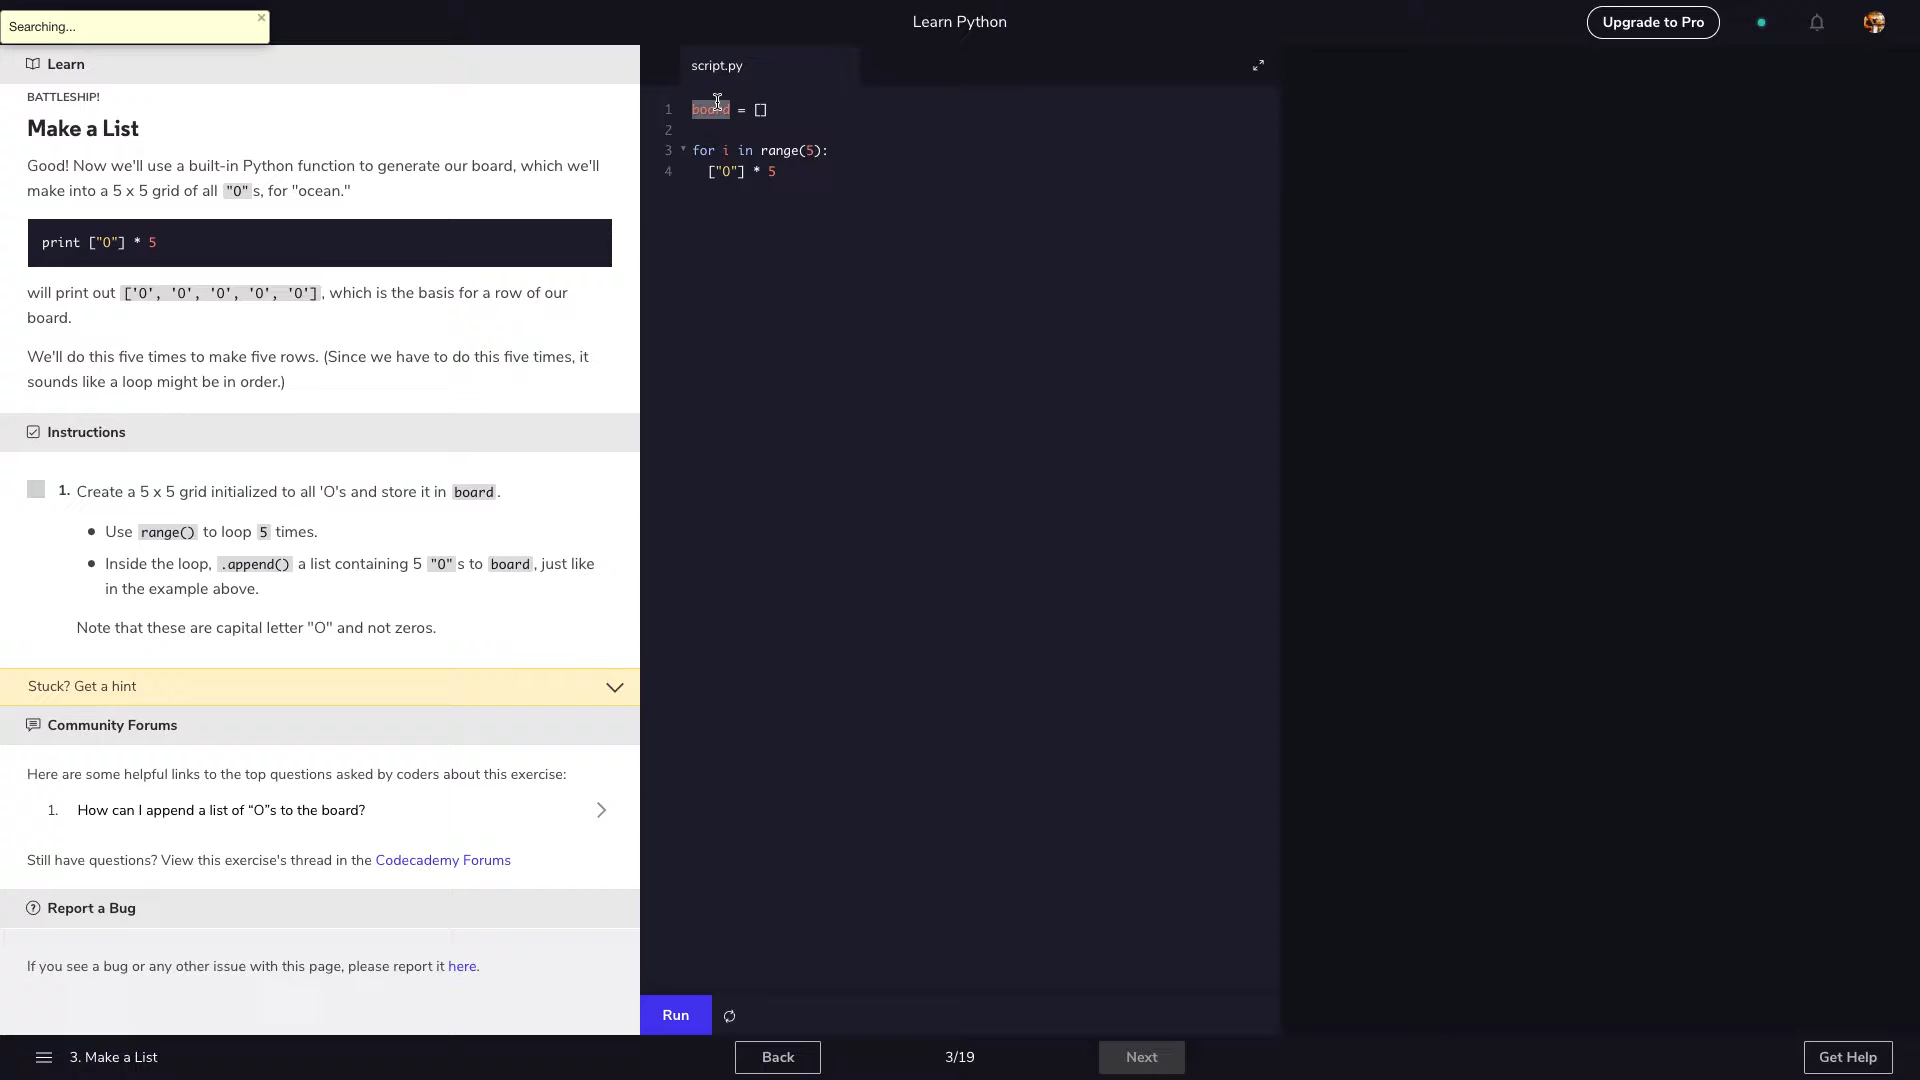 Searching...
×
Learn Python
Upgrade to Pro
Learn
BATTLESHIP!
Make a List
Good! Now we'll use a built-in Python function to generate our board, which we'll
make into a 5 x 5 grid of all "O" s, for "ocean."
print ["O"] * 5
will print out ['O', 'O', 'O', 'O', 'O'], which is the basis for a row of our
board.
We'll do this five times to make five rows. (Since we have to do this five times, it
sounds like a loop might be in order.)
Instructions
1. Create a 5 x 5 grid initialized to all 'O's and store it in board.
Use range() to loop 5 times.
Inside the loop, .append() a list containing 5 "O" s to board, just like
in the example above.
Note that these are capital letter "O" and not zeros.
Stuck? Get a hint
Community Forums
Here are some helpful links to the top questions asked by coders about this exercise:
1. How can I append a list of “O”s to the board?
Still have questions? View this exercise's thread in the Codecademy Forums
Report a Bug
If you see a bug or any other issue with this page, please report it here.
script.py
1 board = []
2
3 for i in range(5):
4 ["O"] * 5
Run
3. Make a List
Back
3/19
Next
Get Help